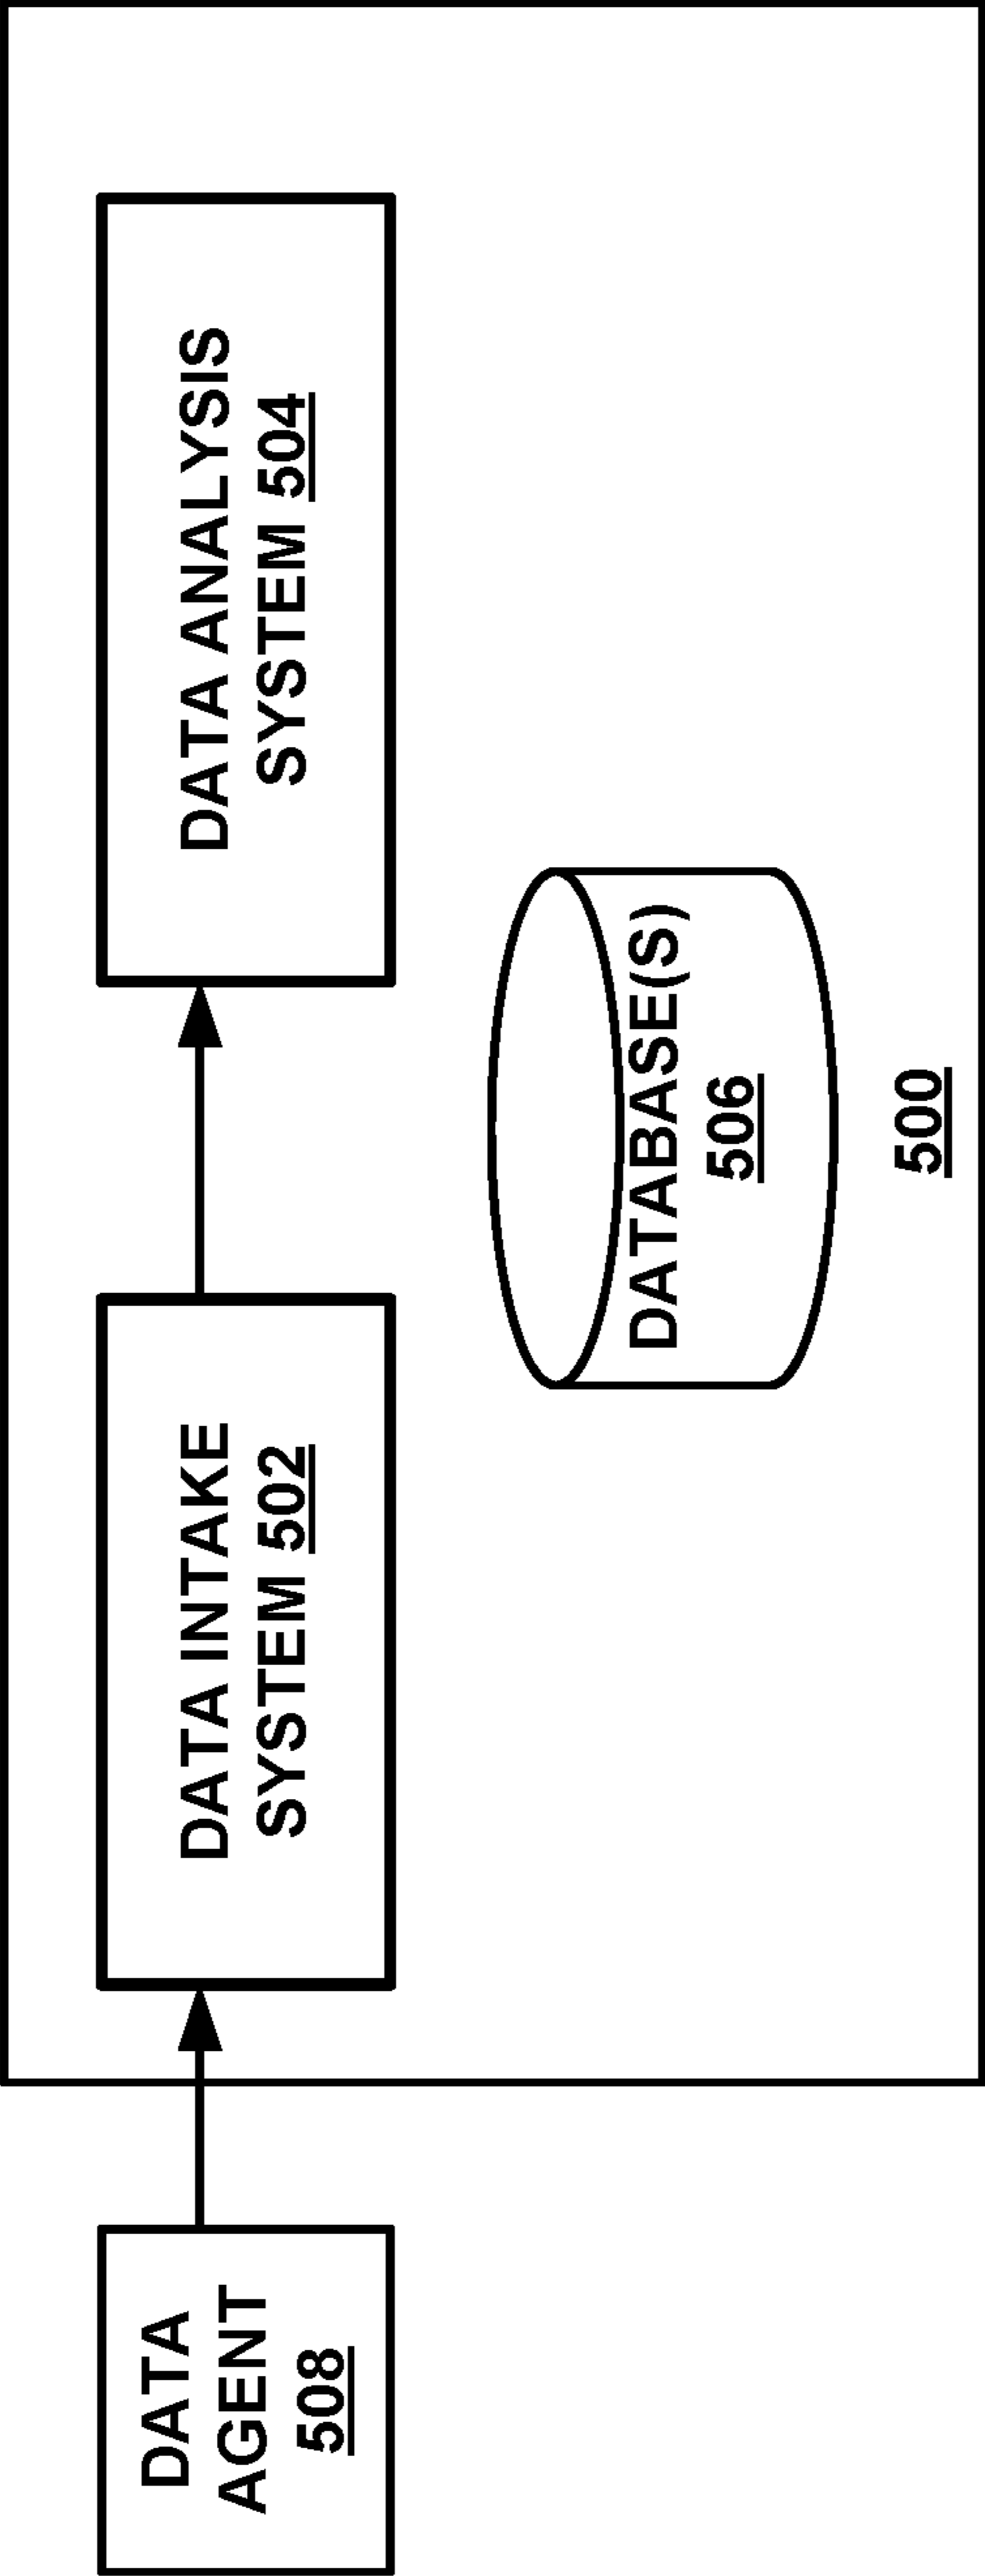 DATA
AGENT
508
DATA INTAKE
SYSTEM 502
DATA ANALYSIS
SYSTEM 504
DATABASE(S)
506
500